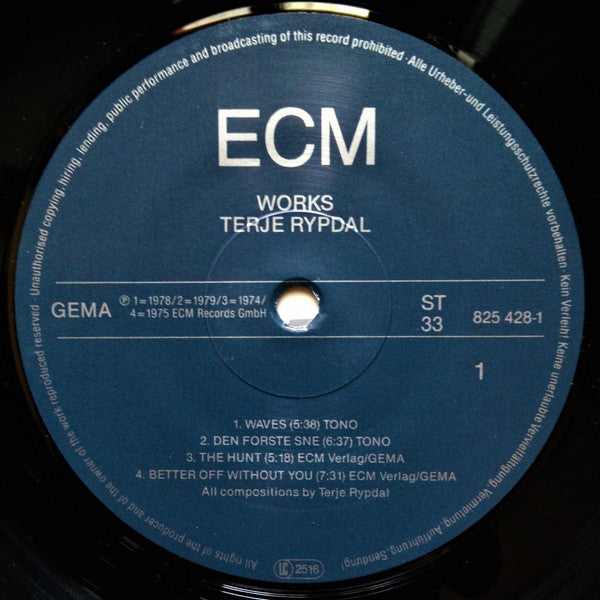 ECM
WORKS
TERJE RYPDAL
GEMA
℗ 1=1978/2=1979/3=1974/
4=1975 ECM Records GmbH
ST
33
825 428-1
1
1. WAVES (5:38) TONO
2. DEN FORSTE SNE (6:37) TONO
3. THE HUNT (5:18) ECM Verlag/GEMA
4. BETTER OFF WITHOUT YOU (7:31) ECM Verlag/GEMA
All compositions by Terje Rypdal
LC 2516
All rights of the producer and of the owner of the work reproduced reserved · Unauthorised copying, hiring, lending, public performance and broadcasting of this record prohibited · Alle Urheber-und Leistungsschutzrechte vorbehalten · Kein Verleih! Keine unerlaubte Vervielfältigung, Vermietung, Aufführung, Sendung!